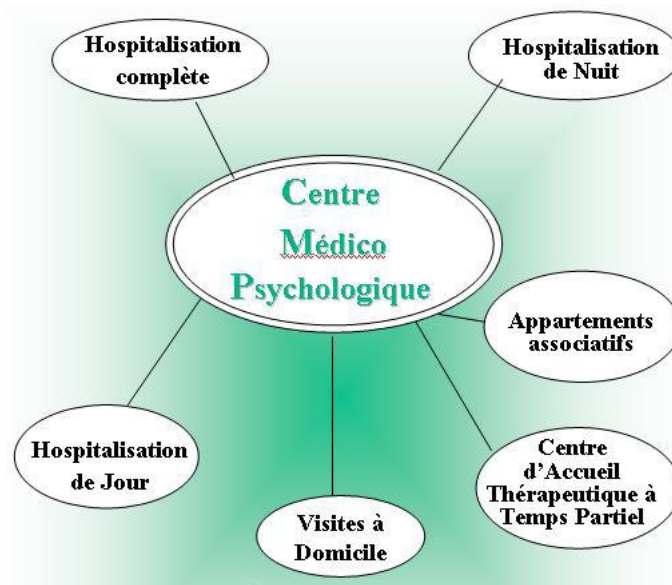 Hospitalisation
complète
Hospitalisation
de Nuit
Centre
Médico
Psychologique
Appartements
associatifs
Hospitalisation
de Jour
Centre
d'Accueil
Thérapeutique à
Temps Partiel
Visites à
Domicile